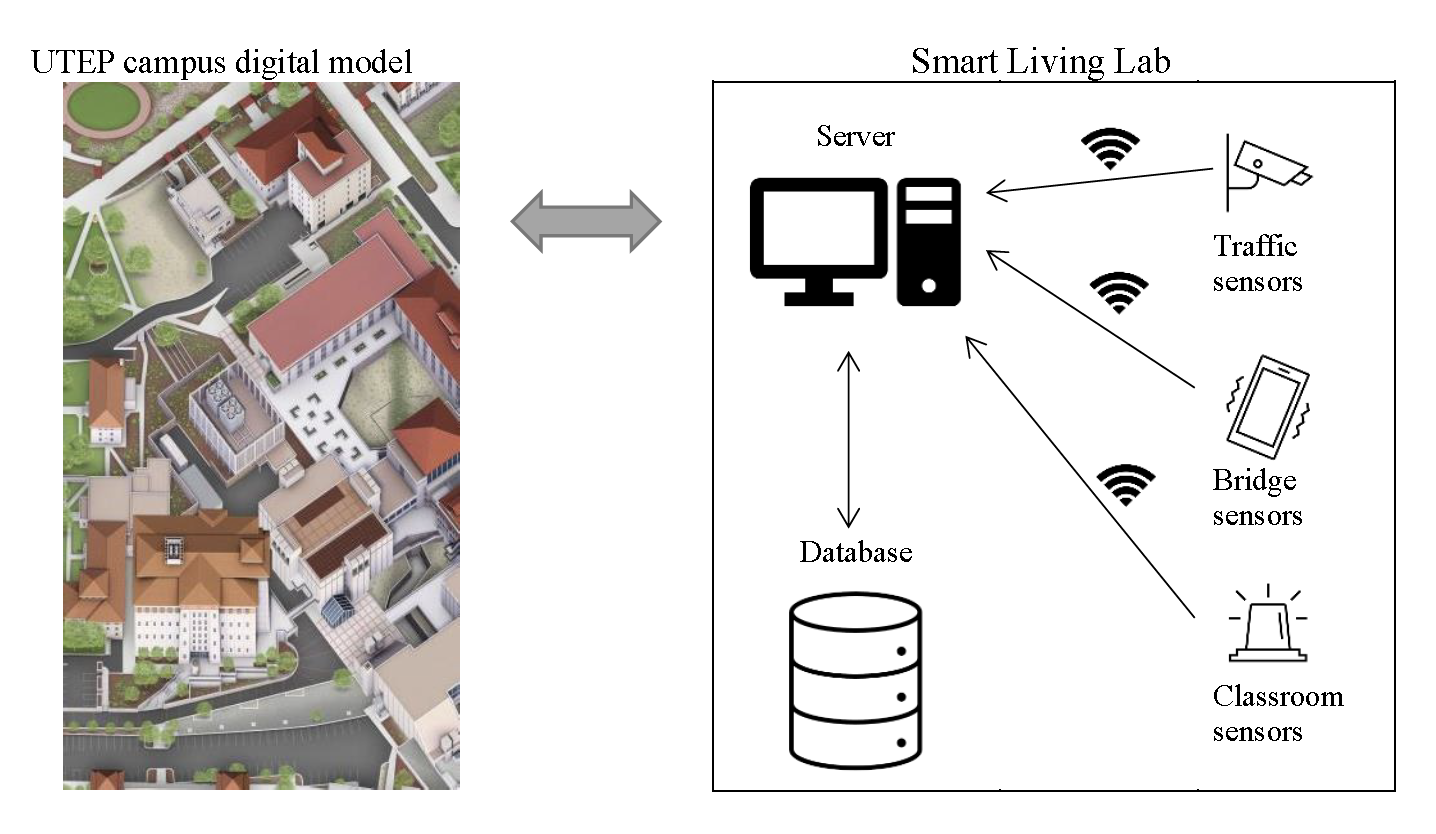 UTEP campus digital model
Smart Living Lab
Server
Traffic
sensors
Bridge
sensors
Database
Classroom
sensors